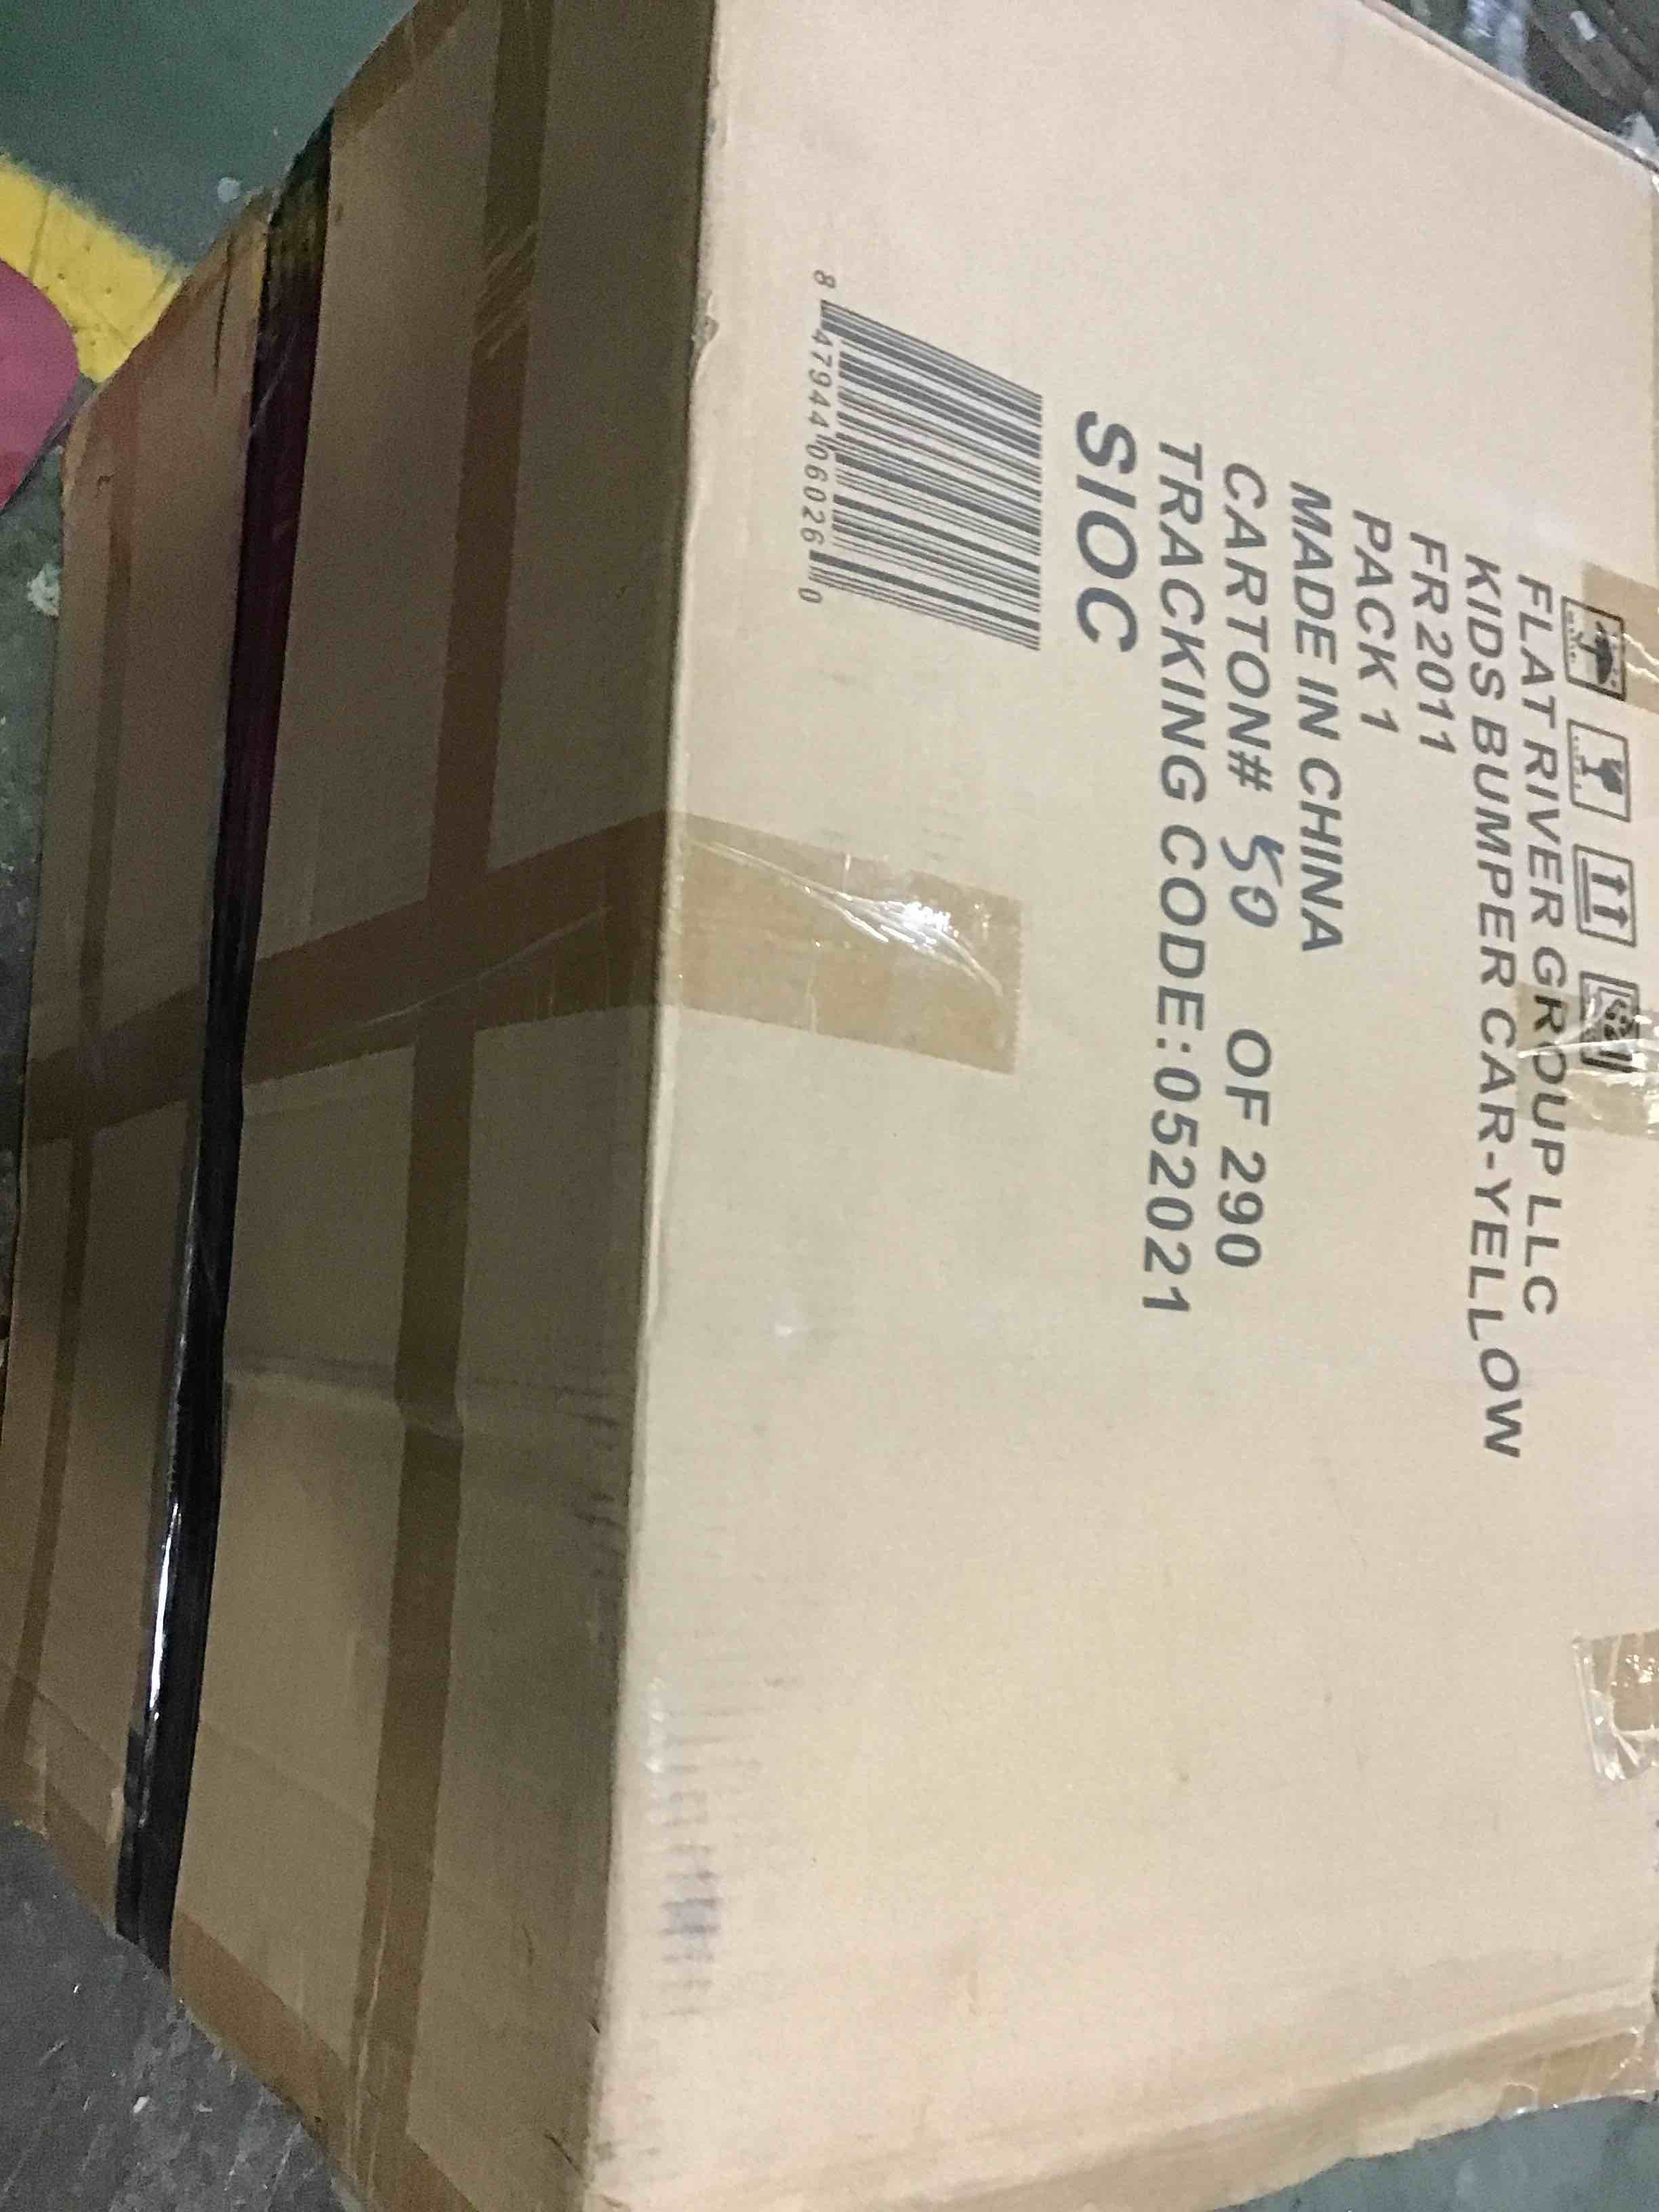 FLAT RIVER GROUP LLC
KIDS BUMPER CAR-YELLOW
FR2011
PACK 1
MADE IN CHINA
CARTON# 50 OF 290
TRACKING CODE:052021
SIOC
8 47944 06026 0